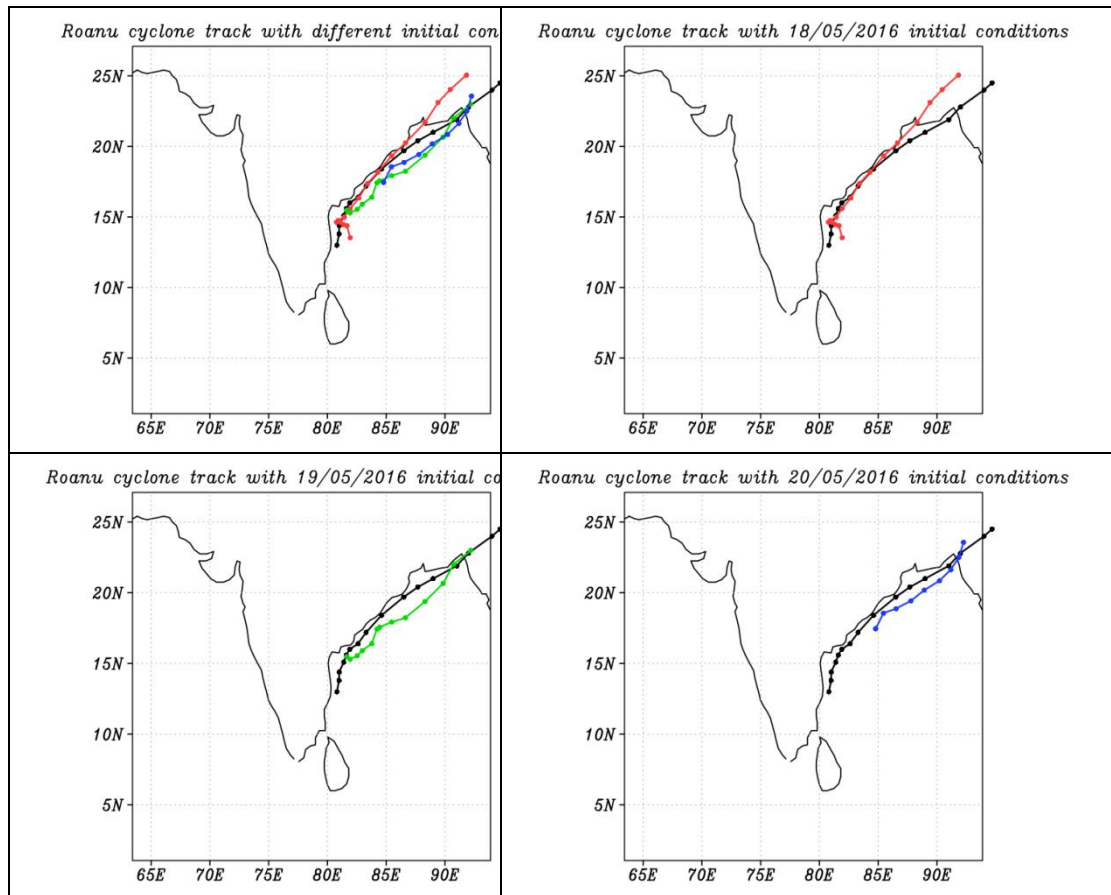 Roanu cyclone track with different initial con
25N
20N
15N
10N
5N
65E 70E 75E 80E 85E 90E
Roanu cyclone track with 18/05/2016 initial conditions
25N
20N
15N
10N
5N
65E 70E 75E 80E 85E 90E
Roanu cyclone track with 19/05/2016 initial co
25N
20N
15N
10N
5N
65E 70E 75E 80E 85E 90E
Roanu cyclone track with 20/05/2016 initial conditions
25N
20N
15N
10N
5N
65E 70E 75E 80E 85E 90E